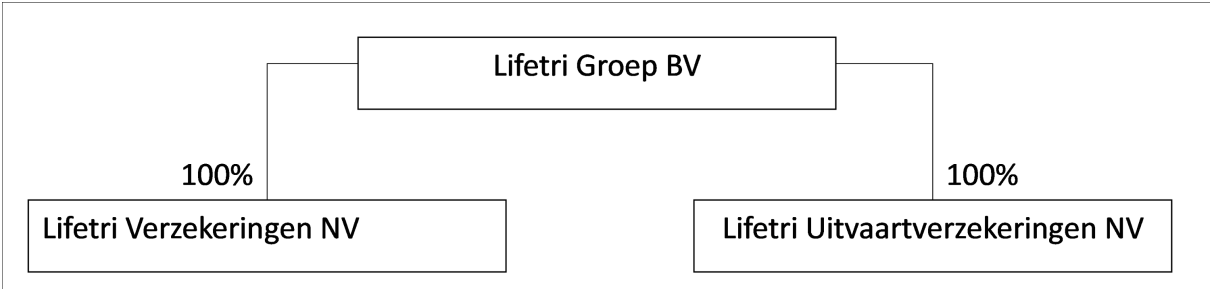 Lifetri Groep BV
100%
100%
Lifetri Verzekeringen NV
Lifetri Uitvaartverzekeringen NV